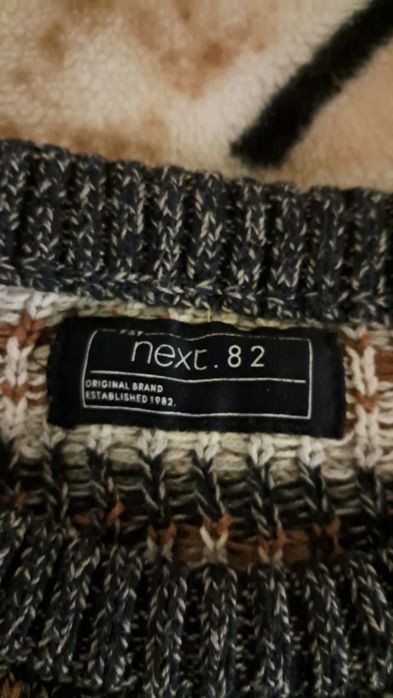 next.82
ORIGINAL BRAND
ESTABLISHED 1982.